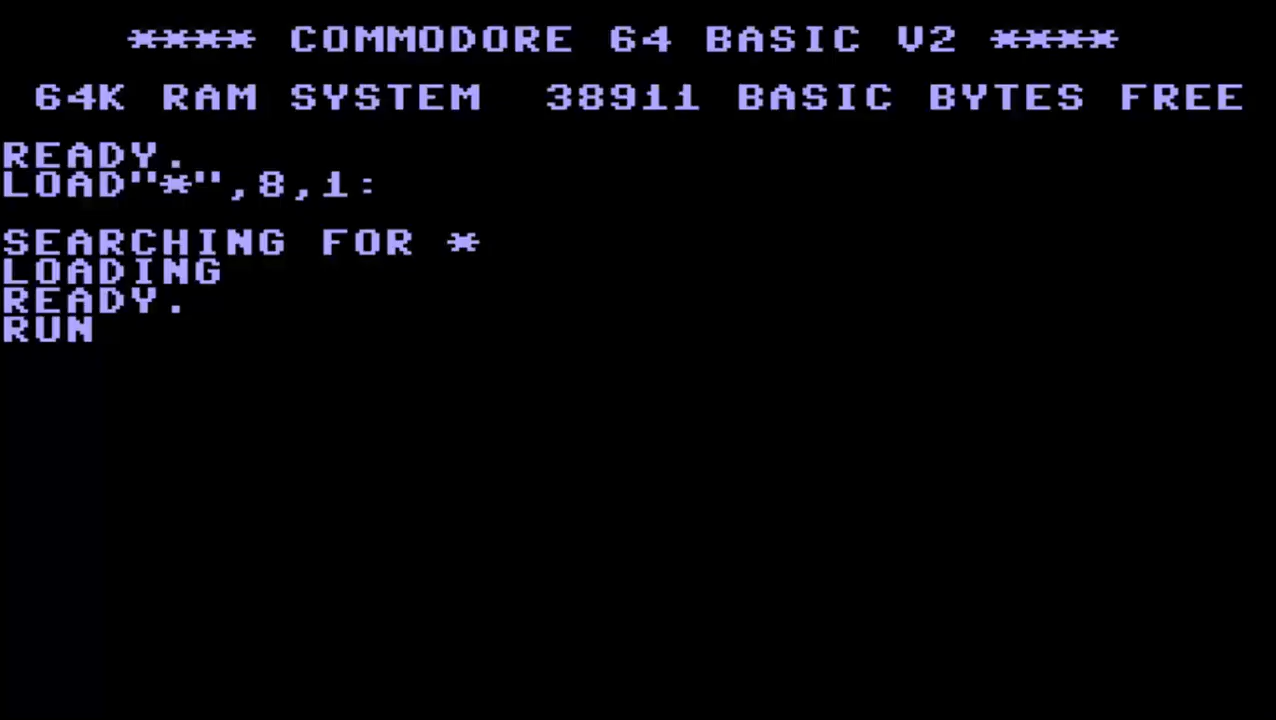 **** COMMODORE 64 BASIC V2 ****
64K RAM SYSTEM  38911 BASIC BYTES FREE
READY.
LOAD"*",8,1:
SEARCHING FOR *
LOADING
READY.
RUN